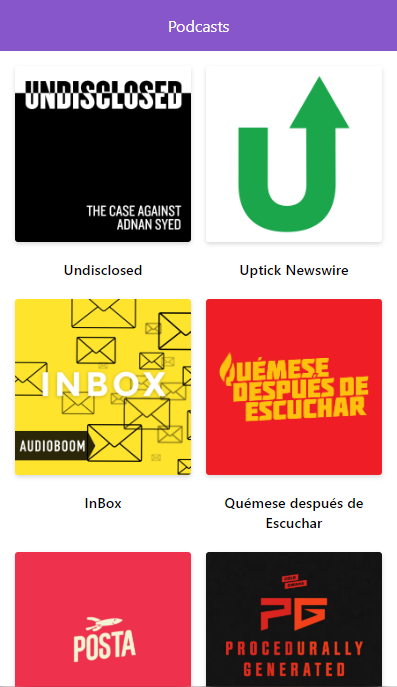 Podcasts
UNDISCLOSED
THE CASE AGAINST
ADNAN SYED
Undisclosed
Uptick Newswire
INBOX
AUDIOBOOM
InBox
QUÉMESE
DESPUÉS DE
ESCUCHAR
Quémese después de
Escuchar
POSTA
PG
PROCEDURALLY
GENERATED